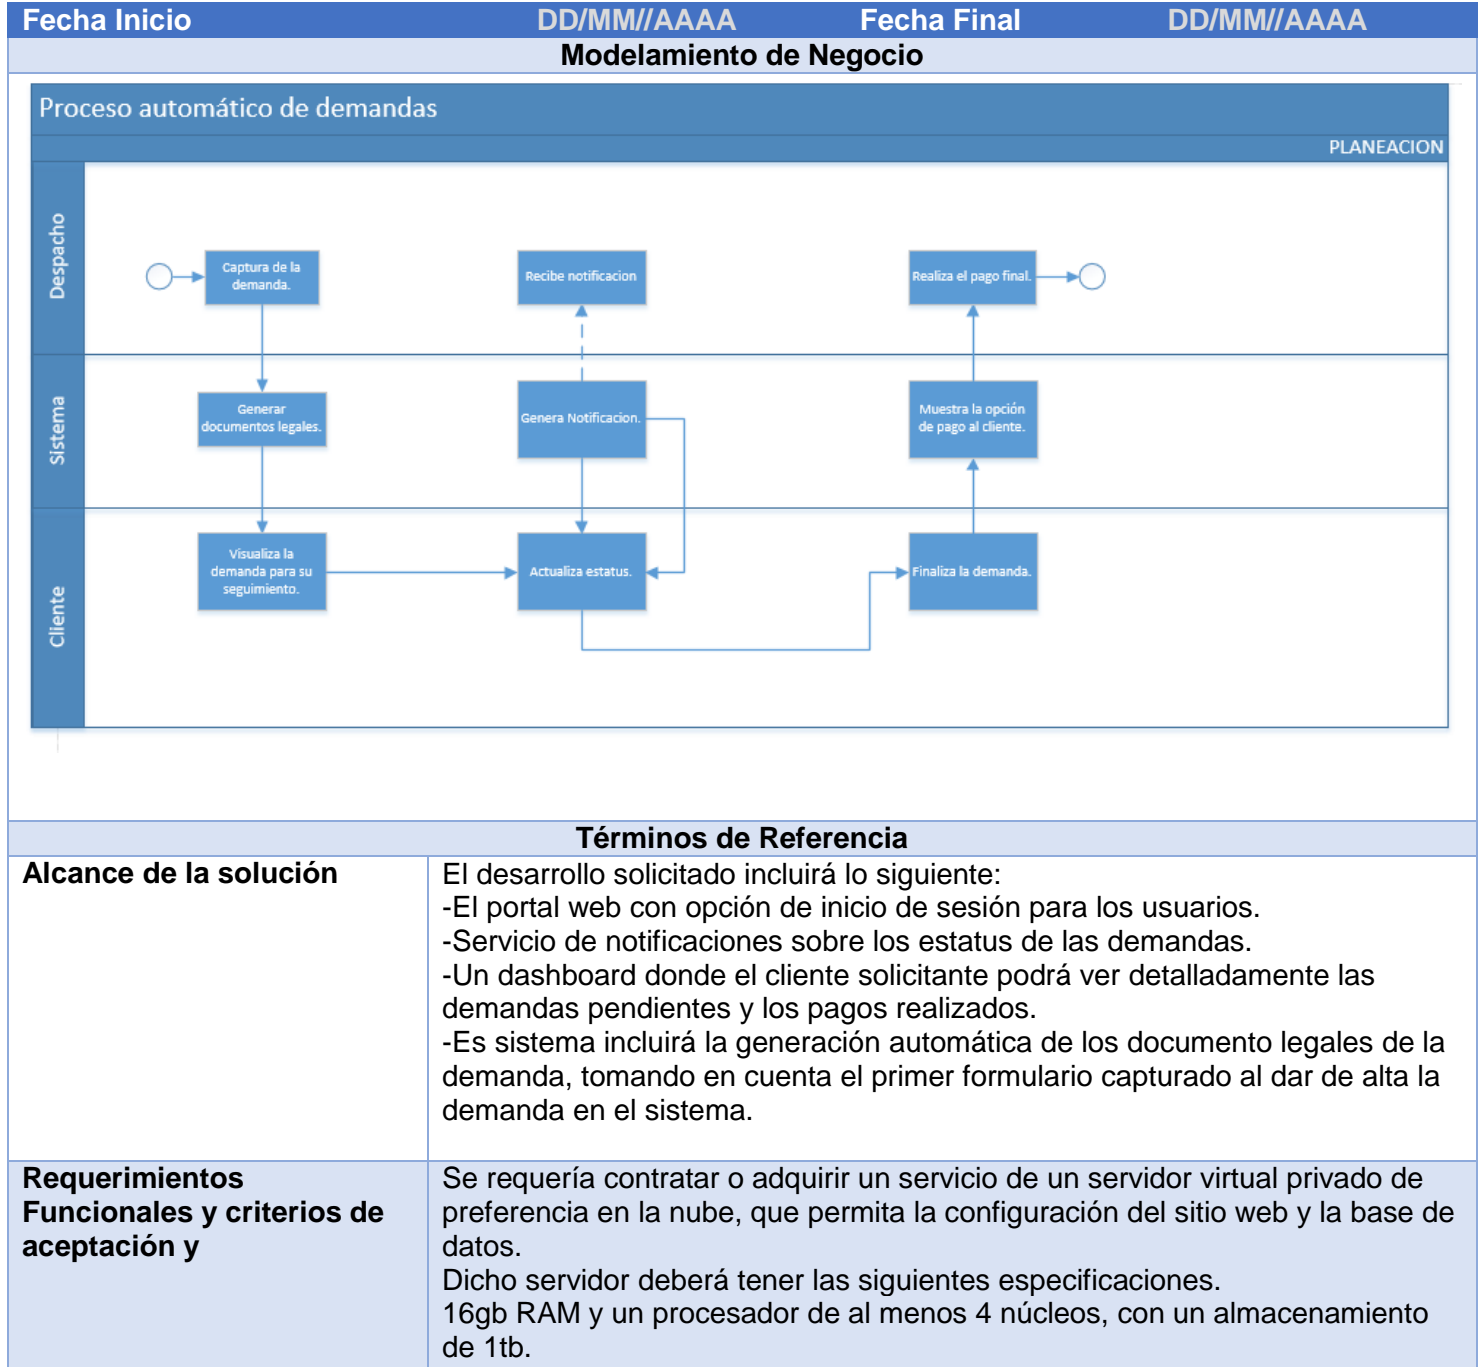 Fecha Inicio DD/MM//AAAA Fecha Final DD/MM//AAAA
Modelamiento de Negocio
Proceso automático de demandas
PLANEACION
Despacho
Captura de la
demanda.
Recibe notificacion
Realiza el pago final.
Sistema
Generar
documentos legales.
Genera Notificacion.
Muestra la opción
de pago al cliente.
Cliente
Visualiza la
demanda para su
seguimiento.
Actualiza estatus.
Finaliza la demanda.
Términos de Referencia
Alcance de la solución
El desarrollo solicitado incluirá lo siguiente:
-El portal web con opción de inicio de sesión para los usuarios.
-Servicio de notificaciones sobre los estatus de las demandas.
-Un dashboard donde el cliente solicitante podrá ver detalladamente las
demandas pendientes y los pagos realizados.
-Es sistema incluirá la generación automática de los documento legales de la
demanda, tomando en cuenta el primer formulario capturado al dar de alta la
demanda en el sistema.
Requerimientos
Funcionales y criterios de
aceptación y
Se requería contratar o adquirir un servicio de un servidor virtual privado de
preferencia en la nube, que permita la configuración del sitio web y la base de
datos.
Dicho servidor deberá tener las siguientes especificaciones.
16gb RAM y un procesador de al menos 4 núcleos, con un almacenamiento
de 1tb.